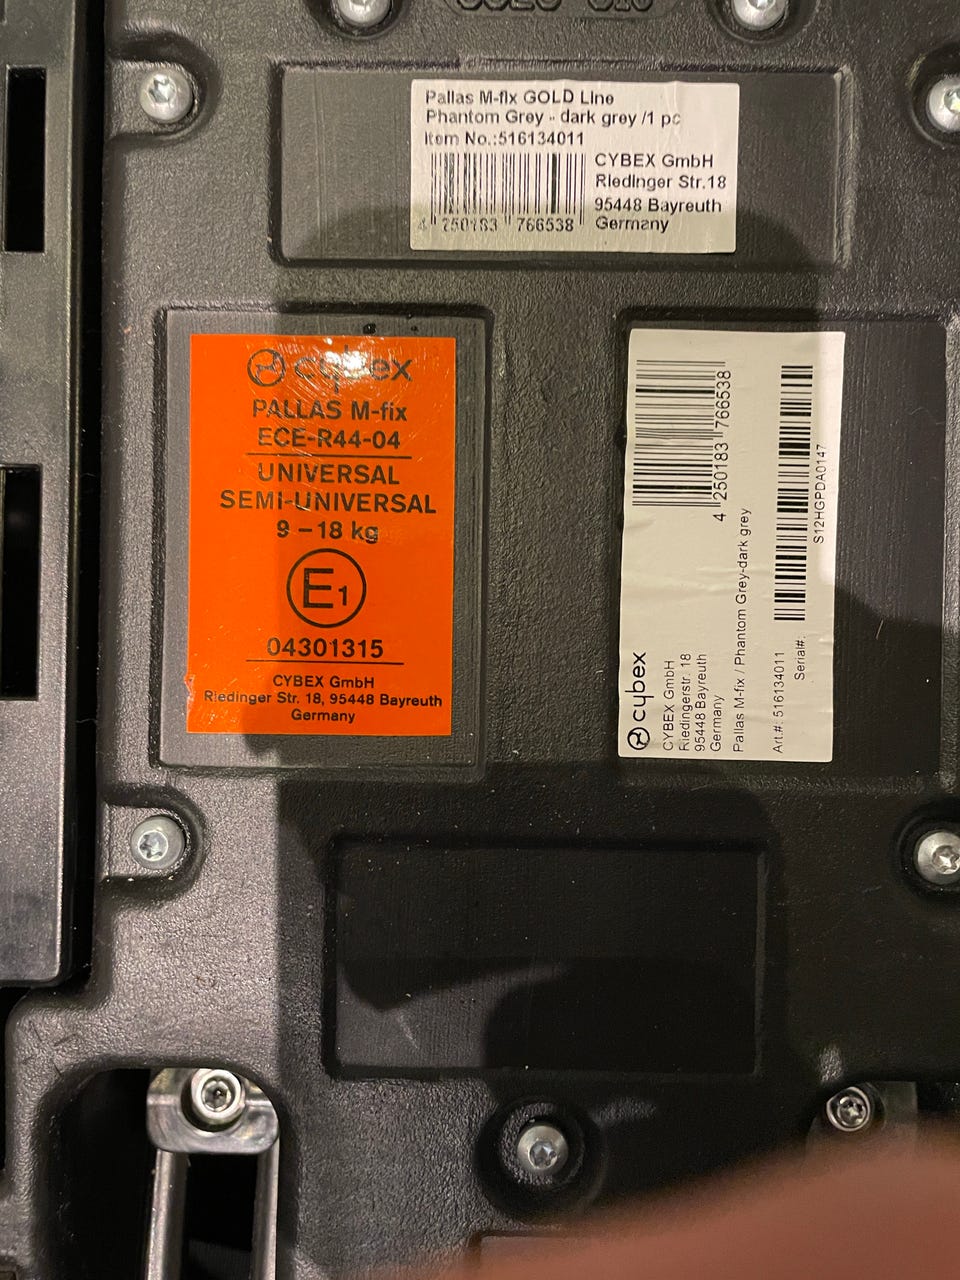 Pallas M-fix GOLD Line
Phantom Grey - dark grey /1 pc
Item No.:516134011
CYBEX GmbH
Riedinger Str.18
95448 Bayreuth
Germany
4 250183 766538
cybex
PALLAS M-fix
ECE-R44-04
UNIVERSAL
SEMI-UNIVERSAL
9 – 18 kg
E1
04301315
CYBEX GmbH
Riedinger Str. 18, 95448 Bayreuth
Germany
cybex
CYBEX GmbH
Riedingerstr. 18
95448 Bayreuth
Germany
Pallas M-fix / Phantom Grey-dark grey
Art.#: 516134011
4 250183 766538
Serial#:
S12HGPDA0147